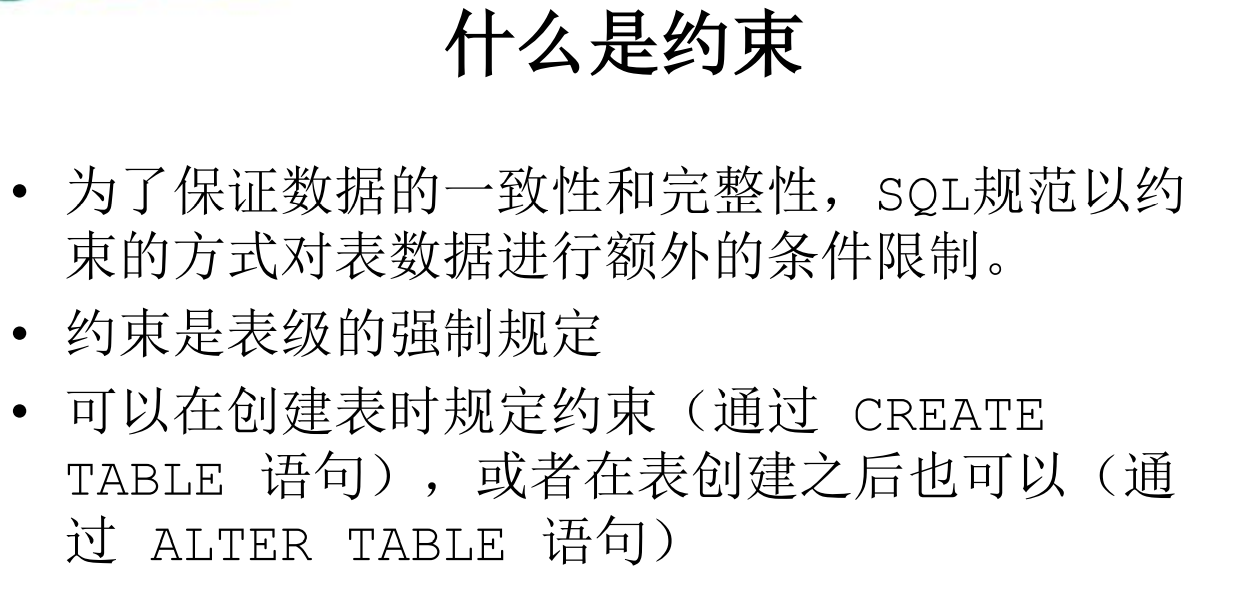 什么是约束
• 为了保证数据的一致性和完整性，SQL规范以约
束的方式对表数据进行额外的条件限制。
• 约束是表级的强制规定
• 可以在创建表时规定约束（通过 CREATE
TABLE 语句），或者在表创建之后也可以（通
过 ALTER TABLE 语句）